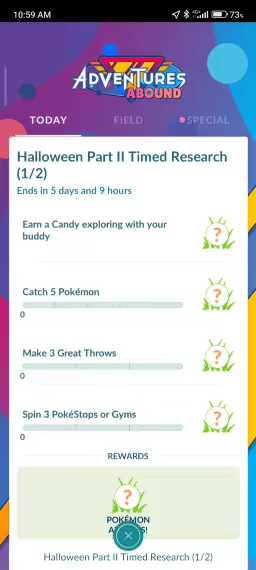 10:59 AM
73%
ADVENTURES
ABOUND
TODAY
FIELD
SPECIAL
Halloween Part II Timed Research
(1/2)
Ends in 5 days and 9 hours
Earn a Candy exploring with your
buddy
?
Catch 5 Pokémon
?
0
Make 3 Great Throws
?
0
Spin 3 PokéStops or Gyms
?
0
REWARDS
?
POKÉMON
Halloween Part II Timed Research (1/2)